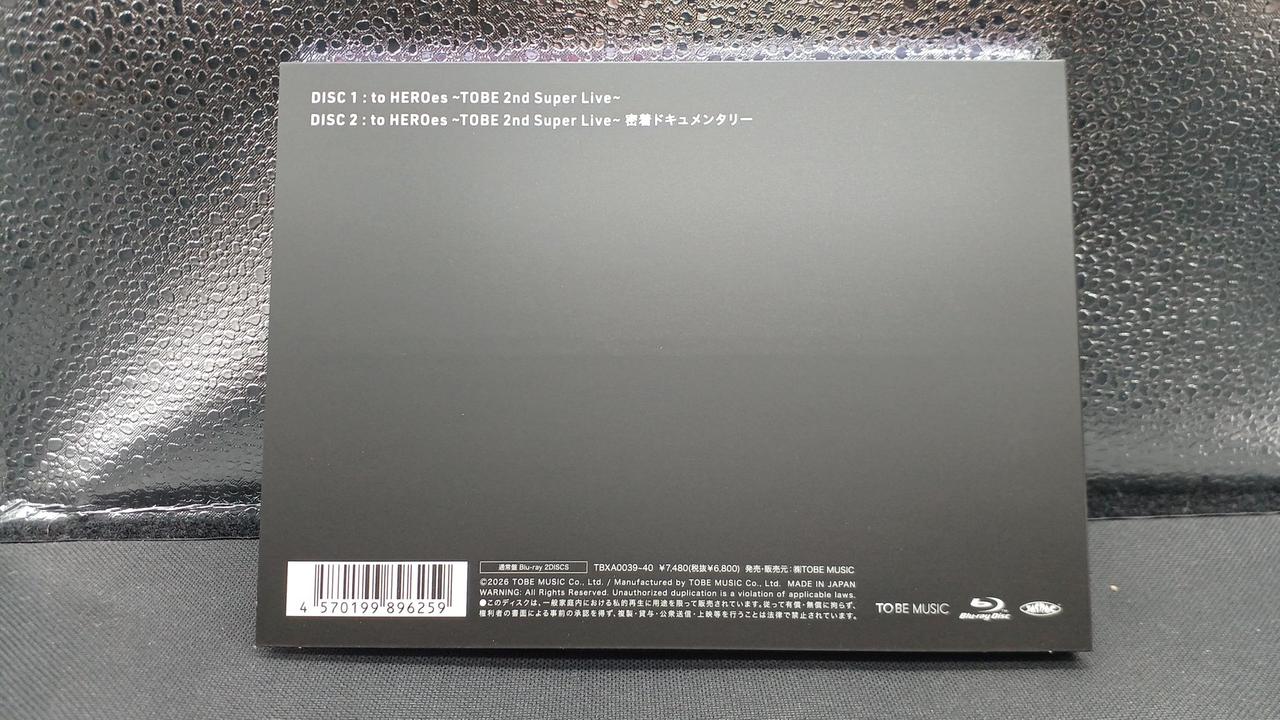 DISC 1 : to HEROes ~TOBE 2nd Super Live~
DISC 2 : to HEROes ~TOBE 2nd Super Live~ 密着ドキュメンタリー
通常盤 Blu-ray 2DISCS TBXA0039-40 ¥7,480(税抜¥6,800) 発売・販売元:㈱TOBE MUSIC
©2026 TOBE MUSIC Co., Ltd. / Manufactured by TOBE MUSIC Co., Ltd. MADE IN JAPAN
WARNING: All Rights Reserved. Unauthorized duplication is a violation of applicable laws.
●このディスクは、一般家庭内における私的再生に用途を限って販売されています。従って有償・無償に拘らず、
権利者の書面による事前の承認を得ず、複製・貸与・公衆送信・上映等を行うことは法律で禁止されています。
4 570199 896259
TOBE MUSIC
Blu-ray Disc